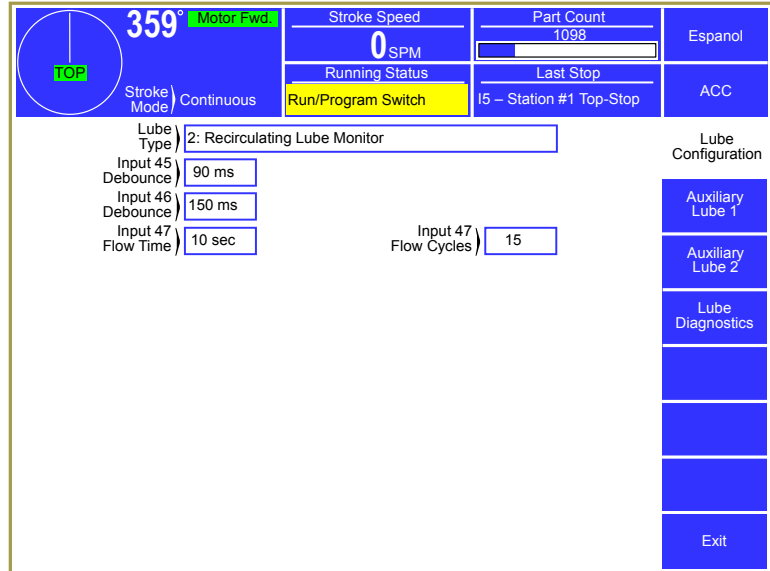 359°
Motor Fwd.
TOP
Stroke
Mode
Continuous
Stroke Speed
0 SPM
Part Count
1098
Espanol
Running Status
Run/Program Switch
Last Stop
I5 – Station #1 Top-Stop
ACC
Lube
Type
2: Recirculating Lube Monitor
Lube
Configuration
Input 45
Debounce
90 ms
Input 46
Debounce
150 ms
Auxiliary
Lube 1
Input 47
Flow Time
10 sec
Input 47
Flow Cycles
15
Auxiliary
Lube 2
Lube
Diagnostics
Exit